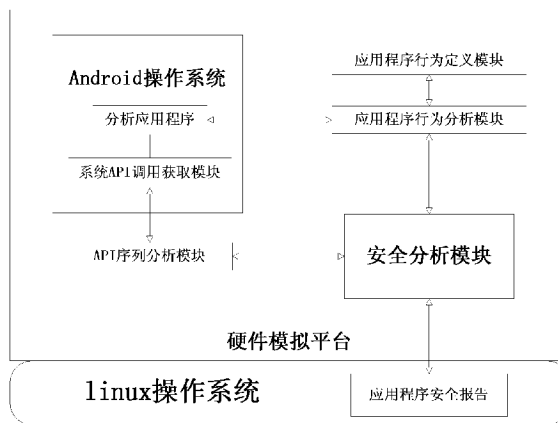 Android操作系统
分析应用程序
系统API调用获取模块
API序列分析模块
应用程序行为定义模块
应用程序行为分析模块
安全分析模块
硬件模拟平台
linux操作系统
应用程序安全报告